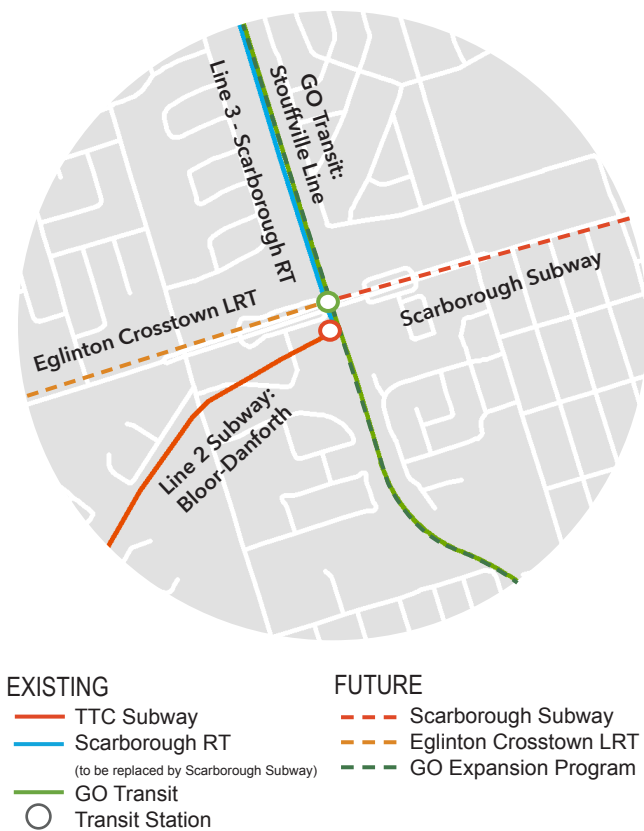 GO Transit:
Stouffville Line
Line 3 - Scarborough RT
Scarborough Subway
Eglinton Crosstown LRT
Line 2 Subway:
Bloor-Danforth
EXISTING
TTC Subway
Scarborough RT
(to be replaced by Scarborough Subway)
GO Transit
Transit Station
FUTURE
Scarborough Subway
Eglinton Crosstown LRT
GO Expansion Program